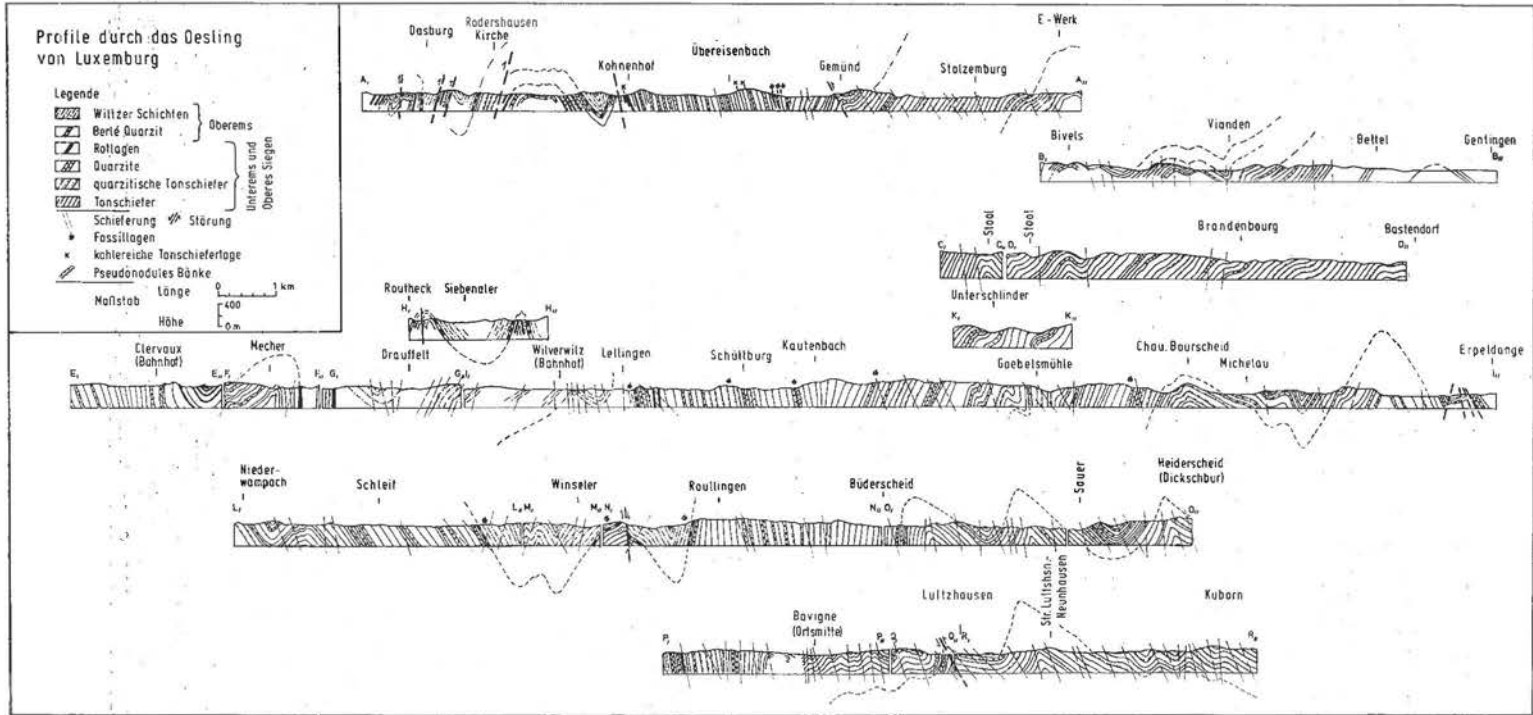 Profile durch das Oesling
von Luxemburg
Legende
Wiltzer Schichten
Berlé Quarzit
Oberems
Rotlagen
Quarzite
quarzitische Tonschiefer
Tonschiefer
Unterems und
Oberes Siegen
Schieferung
Störung
Fossillagen
kohlereiche Tonschieferlage
Pseudonodules Bänke
Maßstab
Länge
0
1 km
Höhe
400
0 m
Dasburg
Rodershausen
Kirche
Kohnenhof
Übereisenbach
Gemünd
Stolzemburg
E-Werk
Bivels
Vianden
Bettel
Gentingen
Staal
Staal
Brandenbourg
Bastendorf
Unterschlinder
Routheck
Siebenaler
Clervaux
(Bahnhof)
Mecher
Drauffelt
Wilverwilz
(Bahnhof)
Lellingen
Schüttburg
Kautenbach
Goebelsmühle
Chau. Bourscheid
Michelau
Erpeldange
Nieder-
wampach
Schleif
Winseler
Roullingen
Büderscheid
Sauer
Heiderscheid
(Dickschbur)
Bavigne
(Ortsmitte)
Lultzhausen
Str. Lultshsn.-
Neunhausen
Kuborn